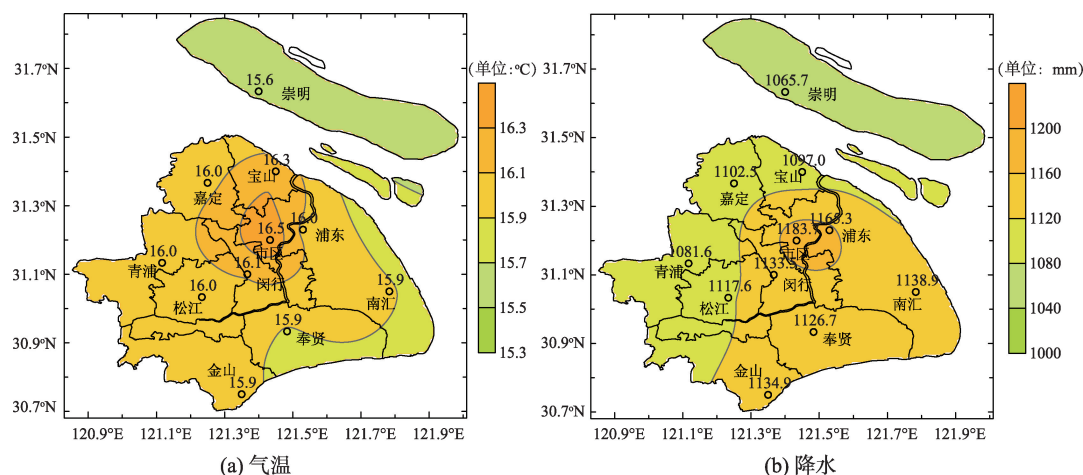 31.7°N
31.5°N
31.3°N
31.1°N
30.9°N
30.7°N
120.9°E
121.1°E
121.3°E
121.5°E
121.7°E
121.9°E
15.6
崇明
16.3
宝山
16.0
嘉定
16.0
浦东
16.5
市区
16.0
青浦
16.1
闵行
16.0
松江
15.9
南汇
15.9
奉贤
金山
15.9
(单位:℃)
16.3
16.1
15.9
15.7
15.5
15.3
(a) 气温
31.7°N
31.5°N
31.3°N
31.1°N
30.9°N
30.7°N
120.9°E
121.1°E
121.3°E
121.5°E
121.7°E
121.9°E
1065.7
崇明
1097.0
宝山
1102.5
嘉定
1165.3
浦东
1183.7
市区
1081.6
青浦
1133.5
闵行
1117.6
松江
1138.9
南汇
1126.7
奉贤
金山
1134.9
(单位: mm)
1200
1160
1120
1080
1040
1000
(b) 降水